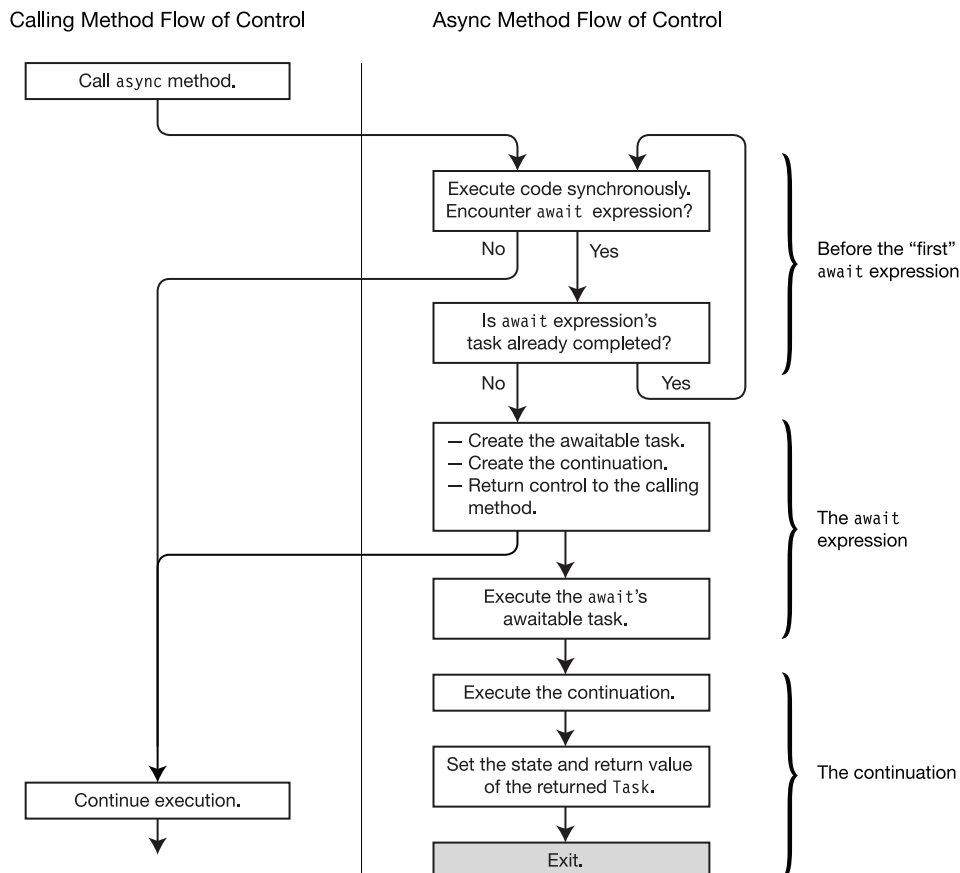 Calling Method Flow of Control
Async Method Flow of Control
Call async method.
Execute code synchronously.
Encounter await expression?
No
Yes
Before the “first”
await expression
Is await expression’s
task already completed?
No
Yes
— Create the awaitable task.
— Create the continuation.
— Return control to the calling
method.
The await
expression
Execute the await’s
awaitable task.
Execute the continuation.
Set the state and return value
of the returned Task.
The continuation
Continue execution.
Exit.